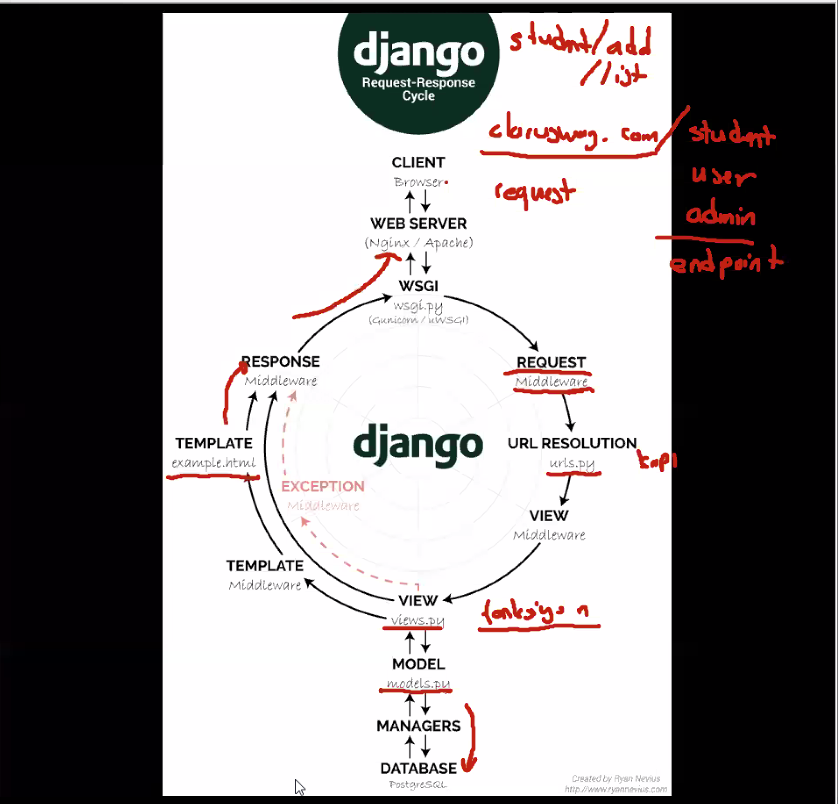 django
Request-Response
Cycle
student/add
/list
clarusway.com/student
user
admin
endpoint
request
CLIENT
Browser
WEB SERVER
(Nginx / Apache)
WSGI
wsgi.py
(Gunicorn / uWSGI)
RESPONSE
Middleware
REQUEST
Middleware
TEMPLATE
example.html
django
URL RESOLUTION
urls.py
kapı
EXCEPTION
Middleware
VIEW
Middleware
TEMPLATE
Middleware
VIEW
views.py
fonksiyon
MODEL
models.py
MANAGERS
DATABASE
PostgreSQL
Created by Ryan Nevius
http://www.ryannevius.com